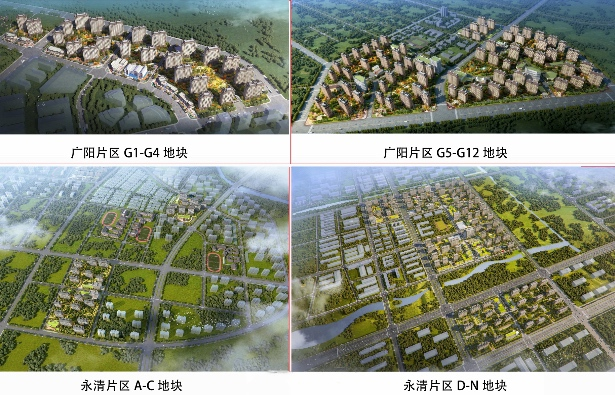 广阳片区 G1-G4 地块
广阳片区 G5-G12 地块
永清片区 A-C 地块
永清片区 D-N 地块